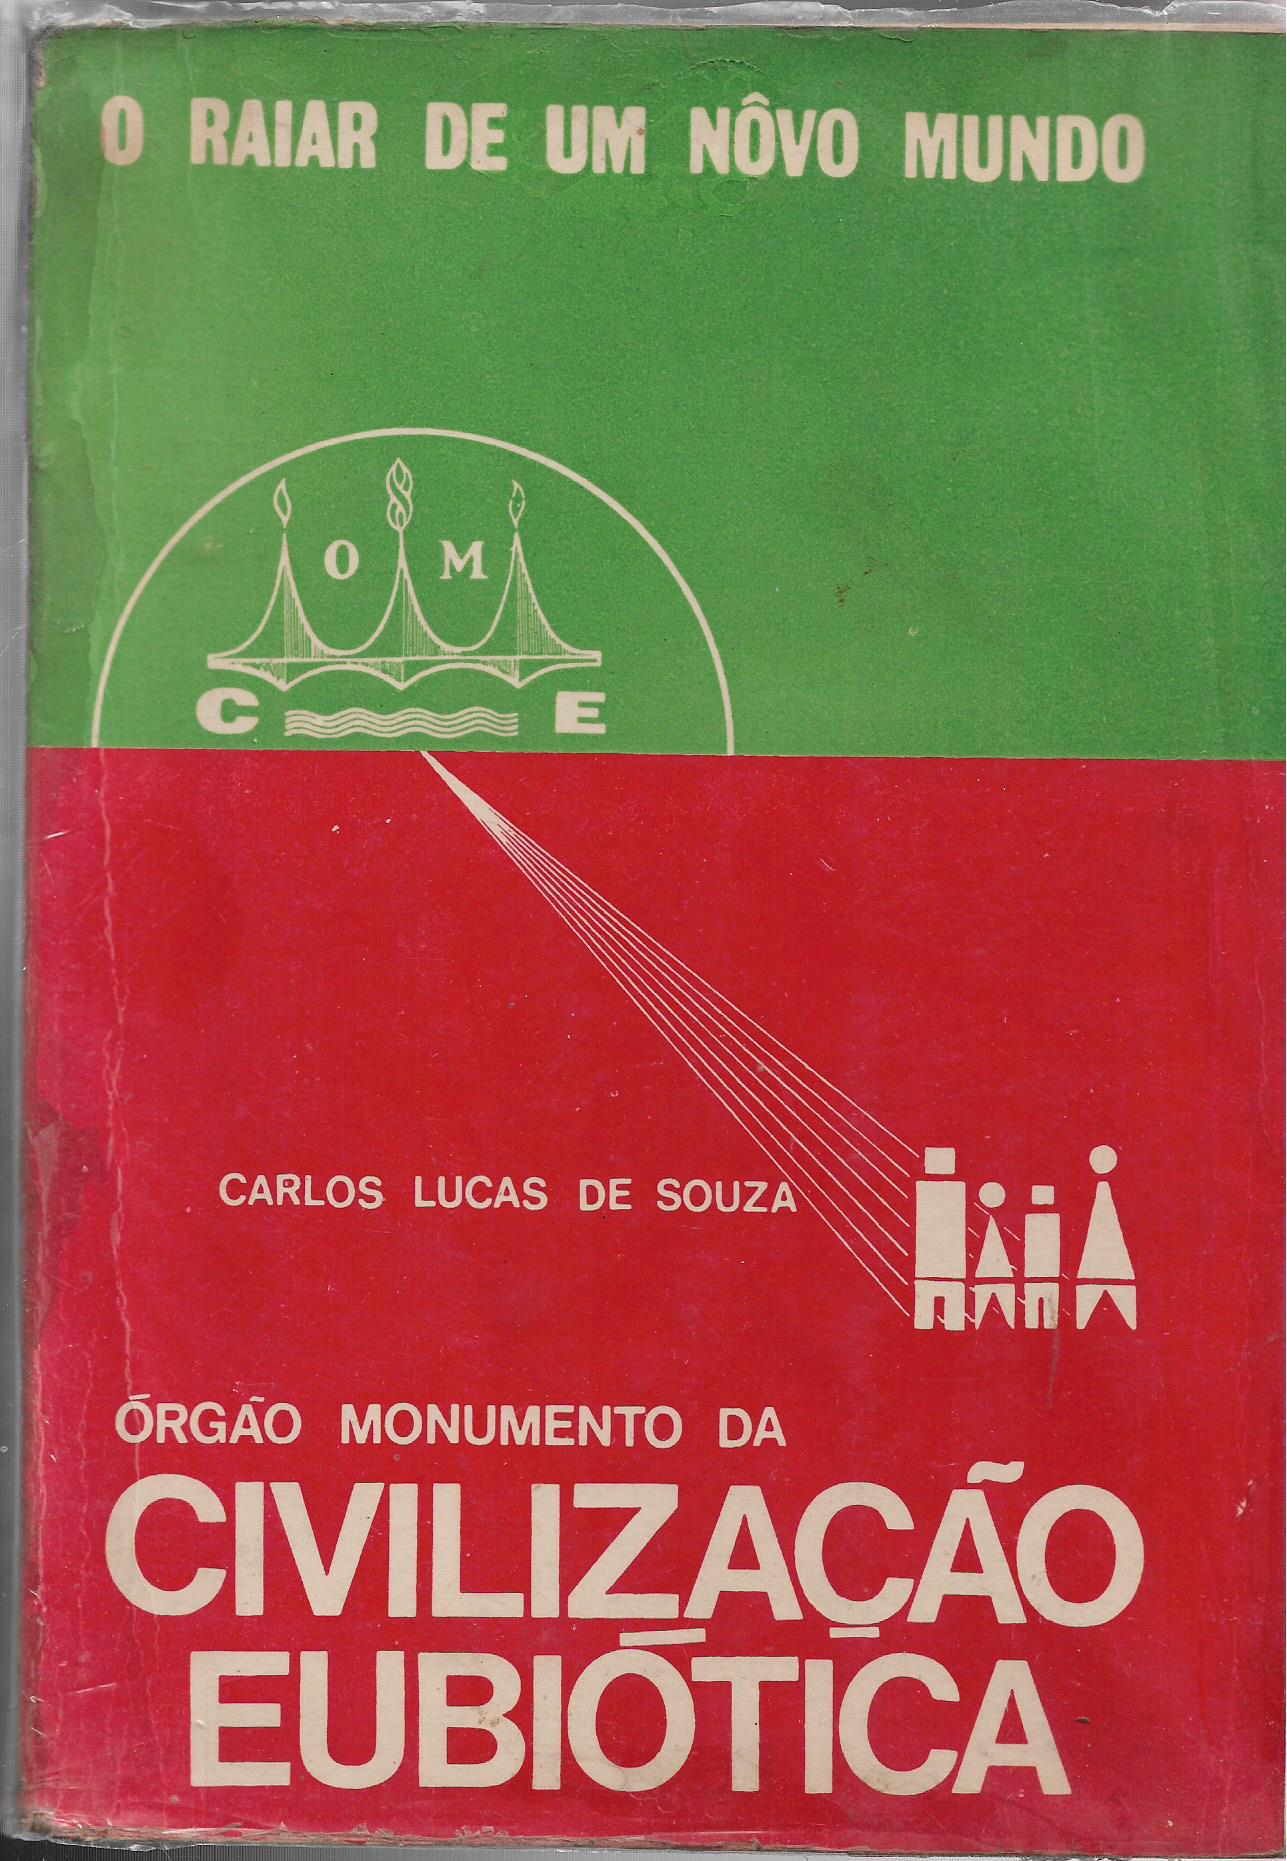 O RAIAR DE UM NÔVO MUNDO
O M
C E
CARLOS LUCAS DE SOUZA
ÓRGÃO MONUMENTO DA
CIVILIZAÇÃO
EUBIÓTICA